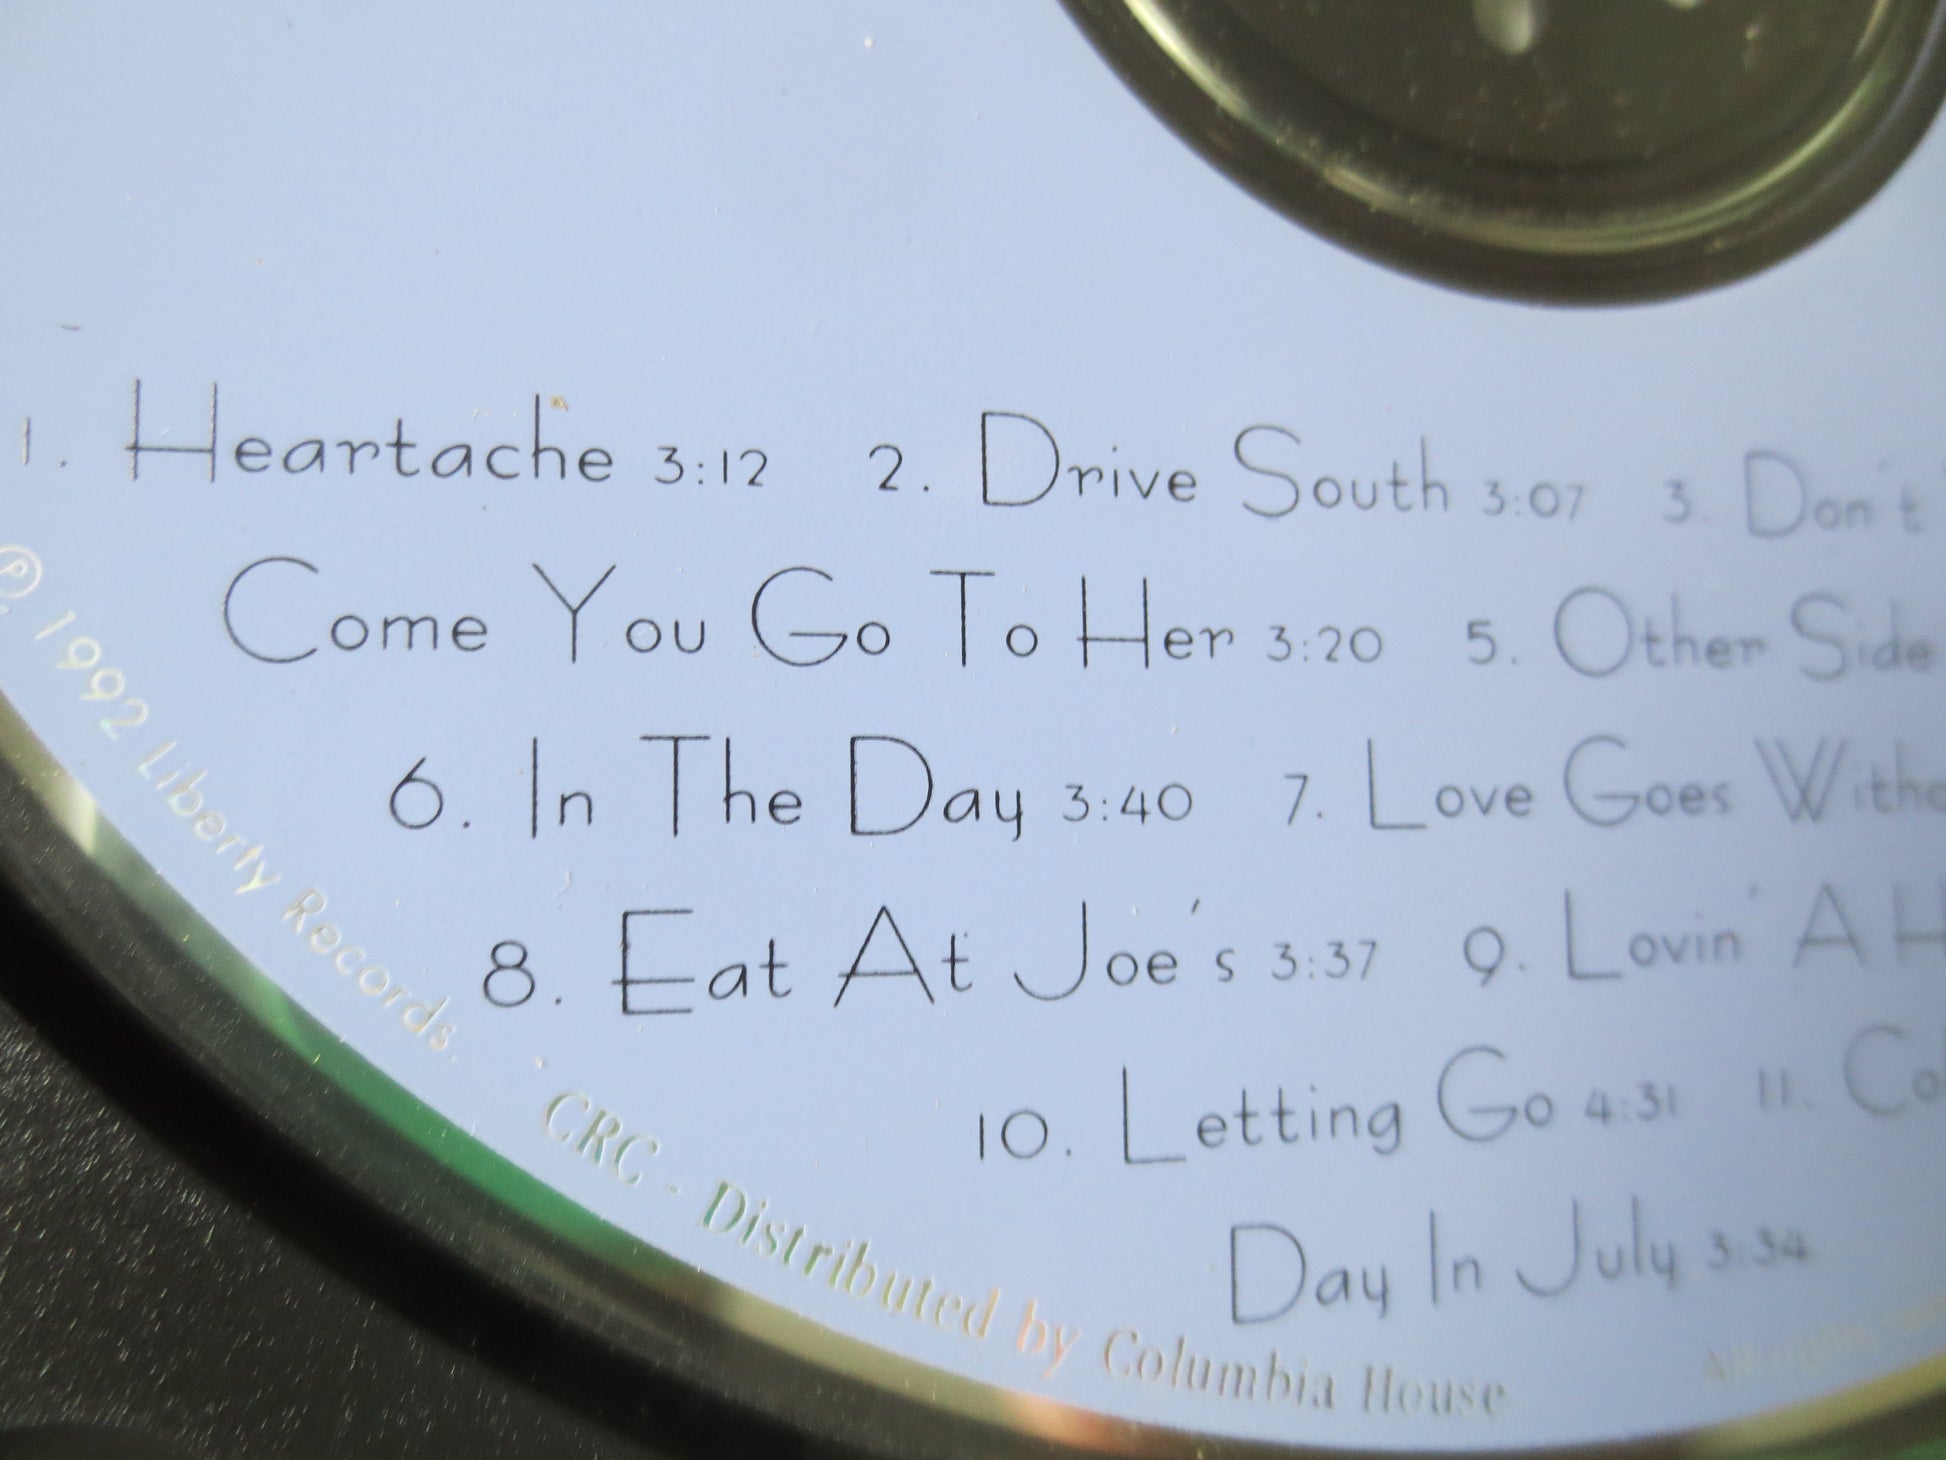 1. Heartache 3:12 2. Drive South 3:07 3. Don't
Come You Go To Her 3:20 5. Other Side
6. In The Day 3:40 7. Love Goes Witho
8. Eat At Joe's 3:37 9. Lovin' A H
10. Letting Go 4:31 11. Col
Day In July 3:34
℗ 1992 Liberty Records.
CRC - Distributed by Columbia House